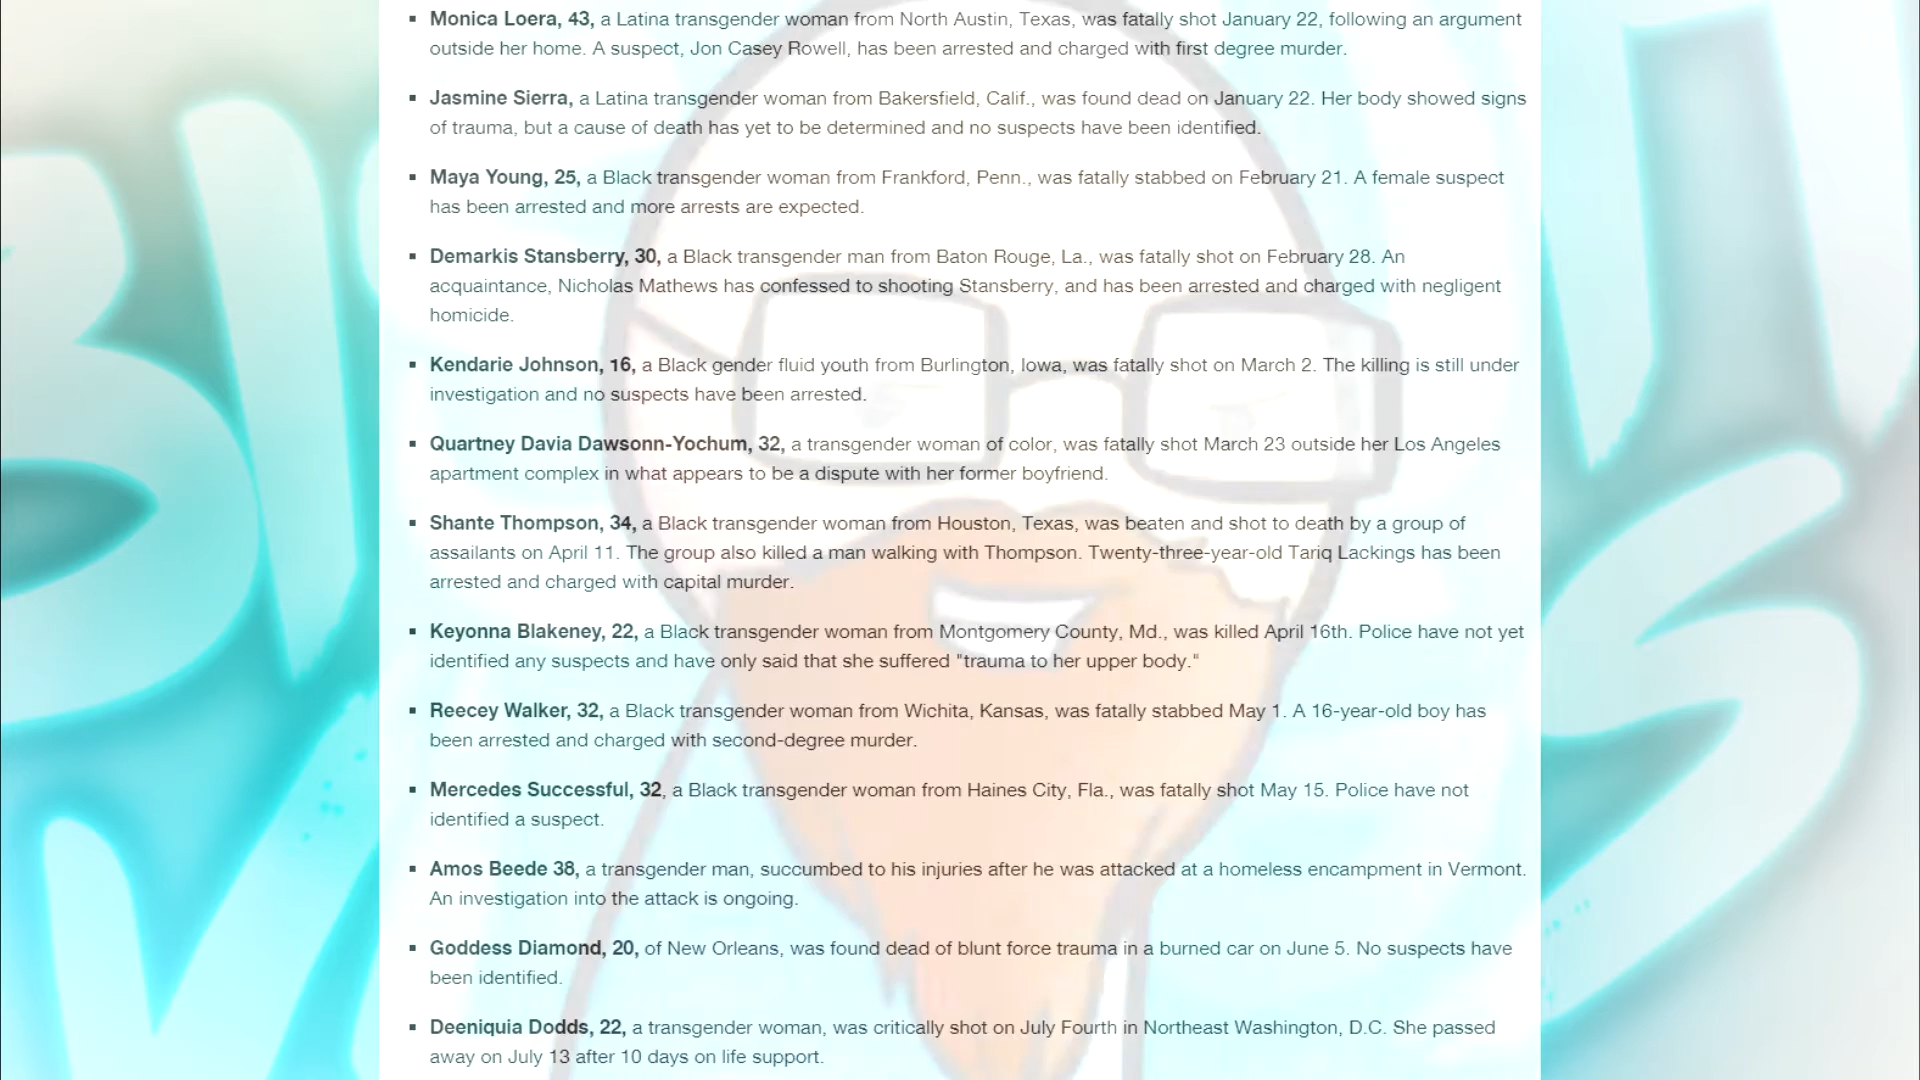 ▪ Monica Loera, 43, a Latina transgender woman from North Austin, Texas, was fatally shot January 22, following an argument
outside her home. A suspect, Jon Casey Rowell, has been arrested and charged with first degree murder.
▪ Jasmine Sierra, a Latina transgender woman from Bakersfield, Calif., was found dead on January 22. Her body showed signs
of trauma, but a cause of death has yet to be determined and no suspects have been identified.
▪ Maya Young, 25, a Black transgender woman from Frankford, Penn., was fatally stabbed on February 21. A female suspect
has been arrested and more arrests are expected.
▪ Demarkis Stansberry, 30, a Black transgender man from Baton Rouge, La., was fatally shot on February 28. An
acquaintance, Nicholas Mathews has confessed to shooting Stansberry, and has been arrested and charged with negligent
homicide.
▪ Kendarie Johnson, 16, a Black gender fluid youth from Burlington, Iowa, was fatally shot on March 2. The killing is still under
investigation and no suspects have been arrested.
▪ Quartney Davia Dawsonn-Yochum, 32, a transgender woman of color, was fatally shot March 23 outside her Los Angeles
apartment complex in what appears to be a dispute with her former boyfriend.
▪ Shante Thompson, 34, a Black transgender woman from Houston, Texas, was beaten and shot to death by a group of
assailants on April 11. The group also killed a man walking with Thompson. Twenty-three-year-old Tariq Lackings has been
arrested and charged with capital murder.
▪ Keyonna Blakeney, 22, a Black transgender woman from Montgomery County, Md., was killed April 16th. Police have not yet
identified any suspects and have only said that she suffered "trauma to her upper body."
▪ Reecey Walker, 32, a Black transgender woman from Wichita, Kansas, was fatally stabbed May 1. A 16-year-old boy has
been arrested and charged with second-degree murder.
▪ Mercedes Successful, 32, a Black transgender woman from Haines City, Fla., was fatally shot May 15. Police have not
identified a suspect.
▪ Amos Beede 38, a transgender man, succumbed to his injuries after he was attacked at a homeless encampment in Vermont.
An investigation into the attack is ongoing.
▪ Goddess Diamond, 20, of New Orleans, was found dead of blunt force trauma in a burned car on June 5. No suspects have
been identified.
▪ Deeniquia Dodds, 22, a transgender woman, was critically shot on July Fourth in Northeast Washington, D.C. She passed
away on July 13 after 10 days on life support.